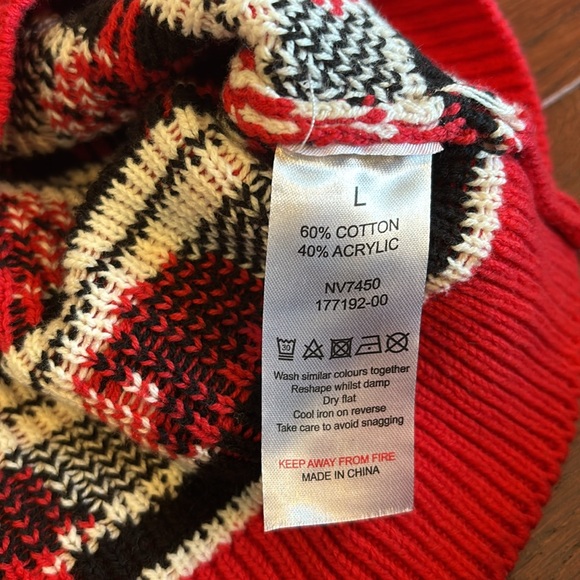 L
60% COTTON
40% ACRYLIC
NV7450
177192-00
30
Wash similar colours together
Reshape whilst damp
Dry flat
Cool iron on reverse
Take care to avoid snagging
KEEP AWAY FROM FIRE
MADE IN CHINA